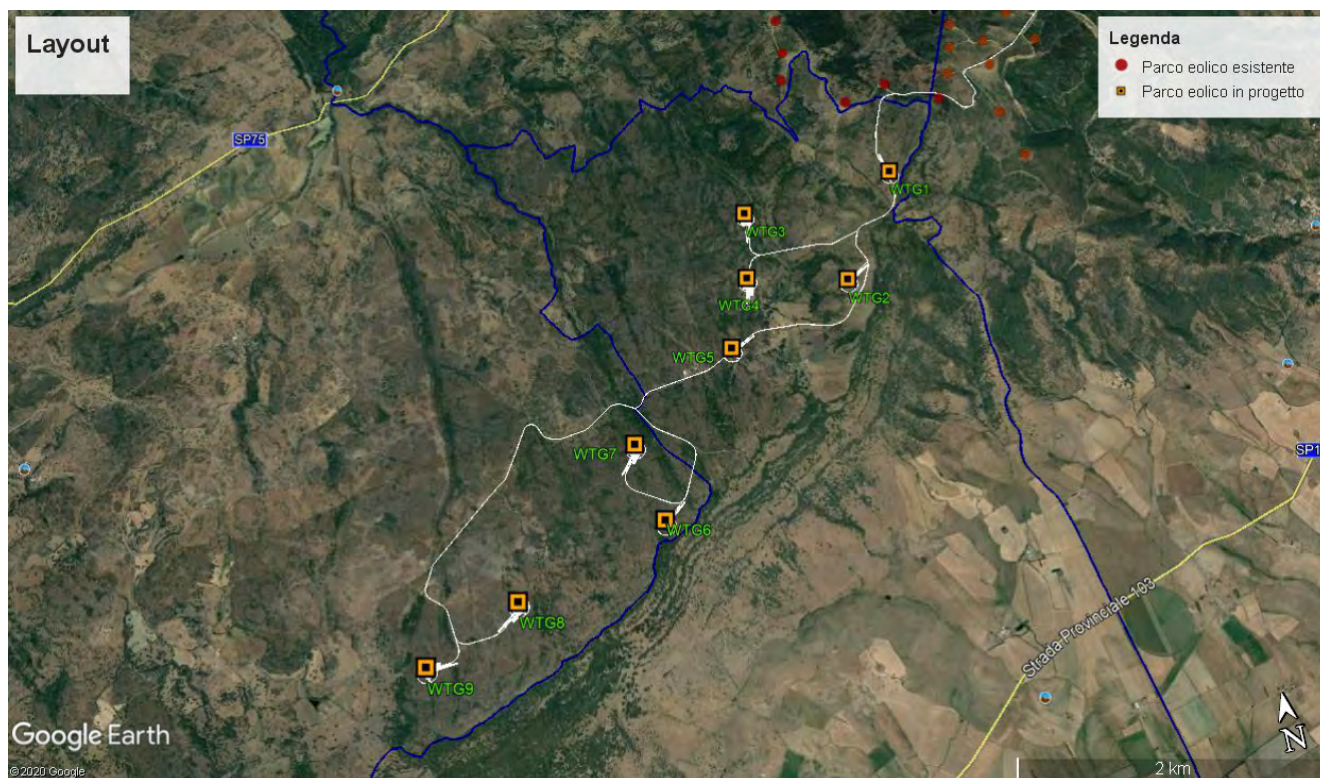 Layout
Legenda
Parco eolico esistente
Parco eolico in progetto
SP75
WTG1
WTG3
WTG4
WTG2
WTG5
WTG7
SP1
WTG6
WTG8
Strada Provinciale 103
WTG9
Google Earth
N
©2020 Google
2 km